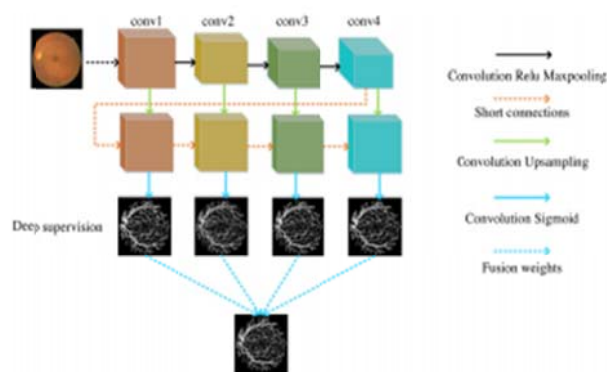 conv1 conv2 conv3 conv4
Convolution Relu Maxpooling
Short connections
Convolution Upsampling
Convolution Sigmoid
Deep supervision
Fusion weights